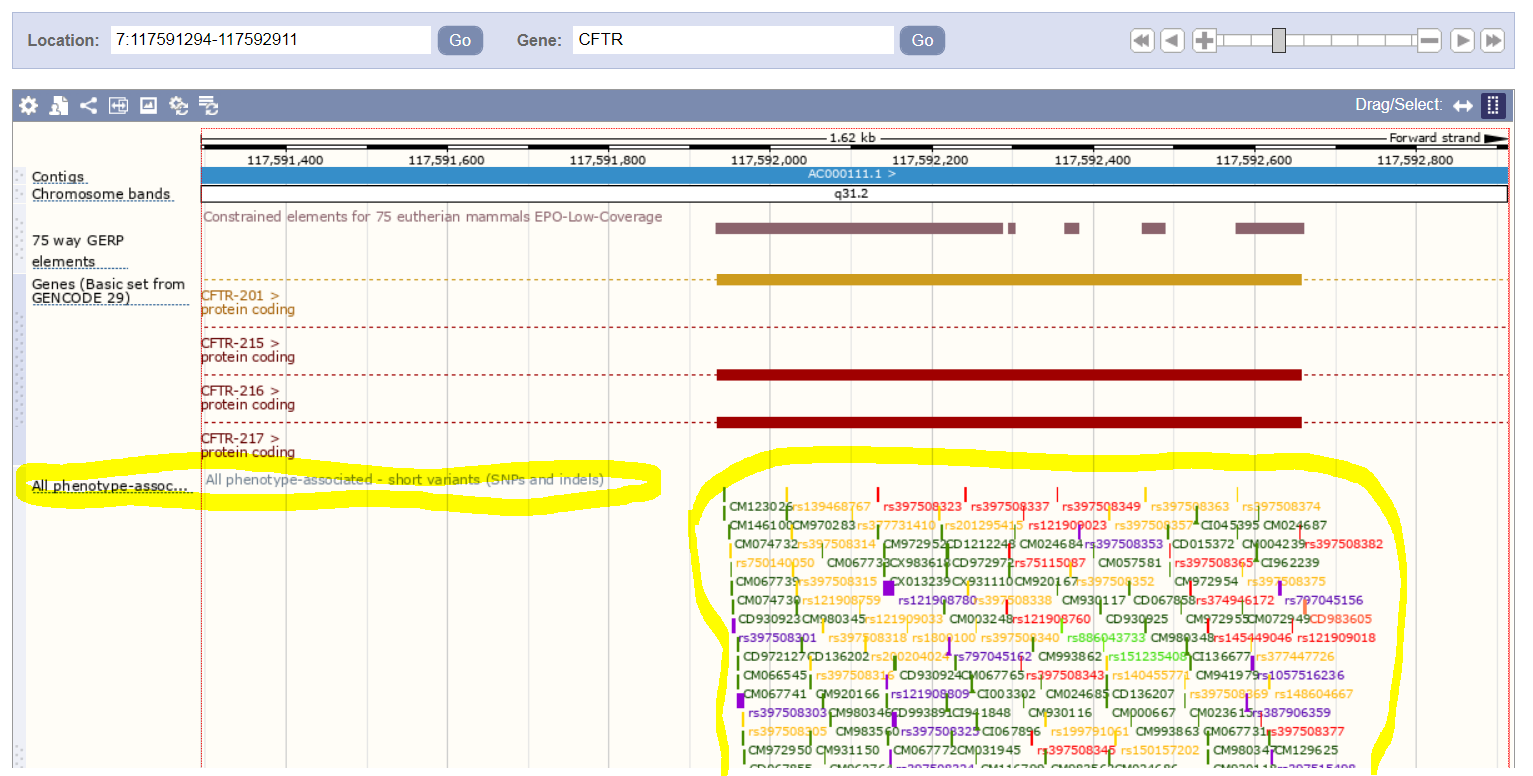 Location: 7:117591294-117592911 Go Gene: CFTR Go
Drag/Select:
1.62 kb Forward strand
117,591,400 117,591,600 117,591,800 117,592,000 117,592,200 117,592,400 117,592,600 117,592,800
Contigs AC000111.1 >
Chromosome bands q31.2
Constrained elements for 75 eutherian mammals EPO-Low-Coverage
75 way GERP
elements
Genes (Basic set from
GENCODE 29)
CFTR-201 >
protein coding
CFTR-215 >
protein coding
CFTR-216 >
protein coding
CFTR-217 >
protein coding
All phenotype-assoc... All phenotype-associated - short variants (SNPs and indels)
CM123026 rs139468767 rs397508323 rs397508337 rs397508349 rs397508363 rs397508374
CM146100 CM970283 rs377731410 rs201295415 rs121909023 rs397508357 CI045395 CM024687
CM074732 rs397508314 CM972952 CD1212248 CM024684 rs397508353 CD015372 CM004239 rs397508382
rs750140050 CM067733 CX983618 CD972972 rs75115087 CM057581 rs397508365 CI962239
CM067739 rs397508315 CX013239 CX931110 CM920167 rs397508352 CM972954 rs397508375
CM074730 rs121908759 rs121908780 rs397508338 CM930117 CD067858 rs374946172 rs797045156
CD930923 CM980345 rs121909033 CM003248 rs121908760 CD930925 CM972955 CM072949 CD983605
rs397508301 rs397508318 rs1800100 rs397508340 rs886043733 CM980348 rs145449046 rs121909018
CD972127 CD136202 rs200204024 rs797045162 CM993862 rs151235408 CI136677 rs377447726
CM066545 rs397508316 CD930924 CM067765 rs397508343 rs140455771 CM941979 rs1057516236
CM067741 CM920166 rs121908809 CI003302 CM024685 CD136207 rs397508369 rs148604667
rs397508303 CM980346 CD993891 CI941848 CM930116 CM000667 CM023615 rs387906359
rs397508305 CM983560 rs397508325 CI067896 rs199791061 CM993863 CM067731 rs397508377
CM972950 CM931150 CM067772 CM031945 rs397508345 rs150157202 CM98034 CM129625